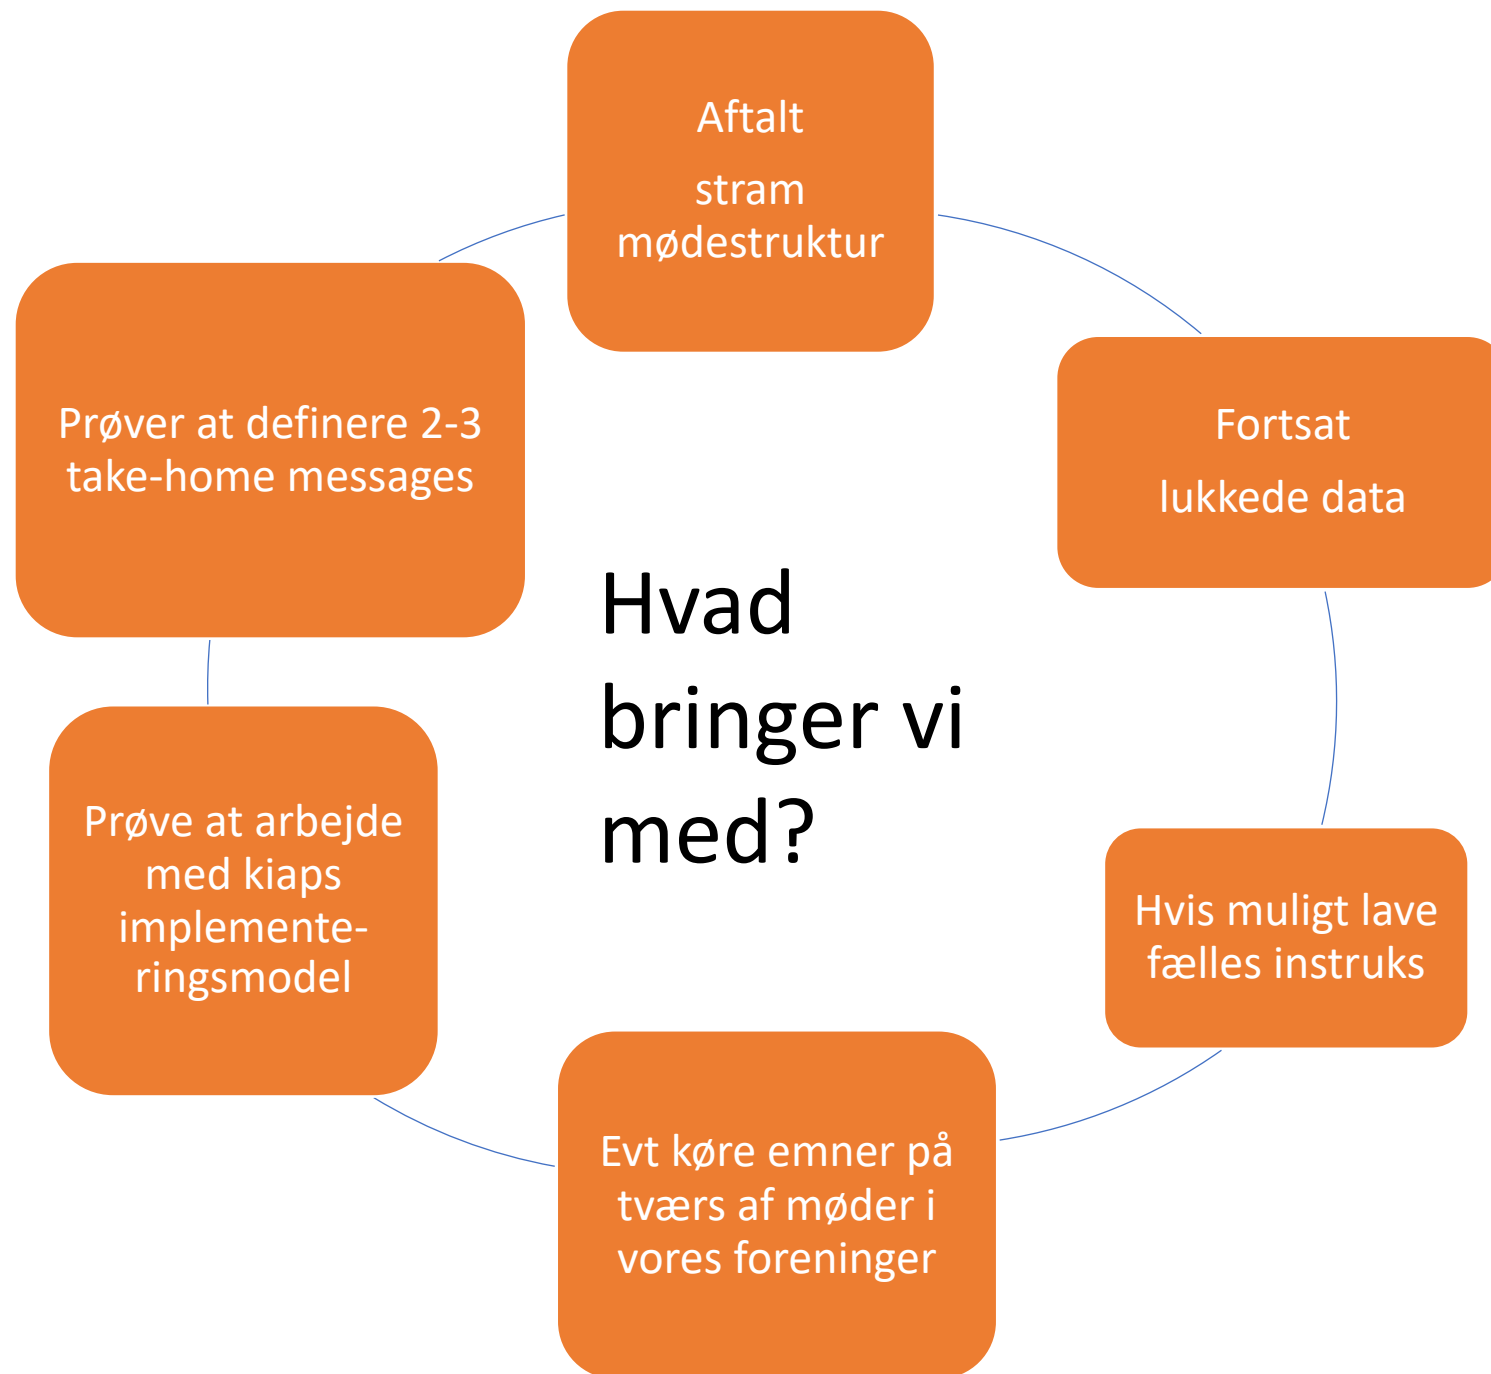 Aftalt
stram
mødestruktur
Fortsat
lukkede data
Hvis muligt lave
fælles instruks
Evt køre emner på
tværs af møder i
vores foreninger
Prøve at arbejde
med kiaps
implemente-
ringsmodel
Prøver at definere 2-3
take-home messages
Hvad
bringer vi
med?